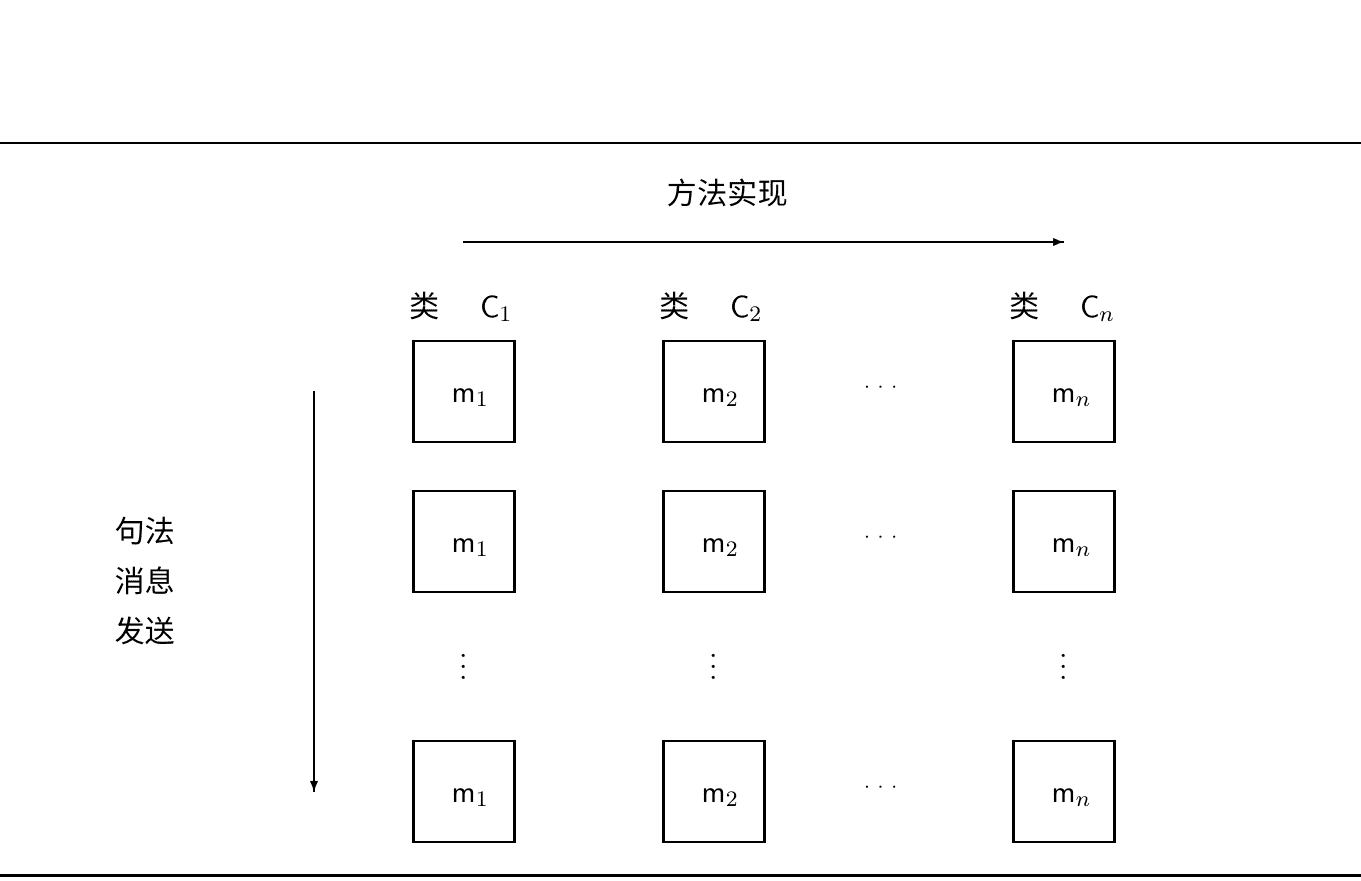 方法实现
类 C₁ 类 C₂ 类 Cₙ
m₁ m₂ ··· mₙ
m₁ m₂ ··· mₙ
句法
消息
发送
⋮ ⋮ ⋮
m₁ m₂ ··· mₙ